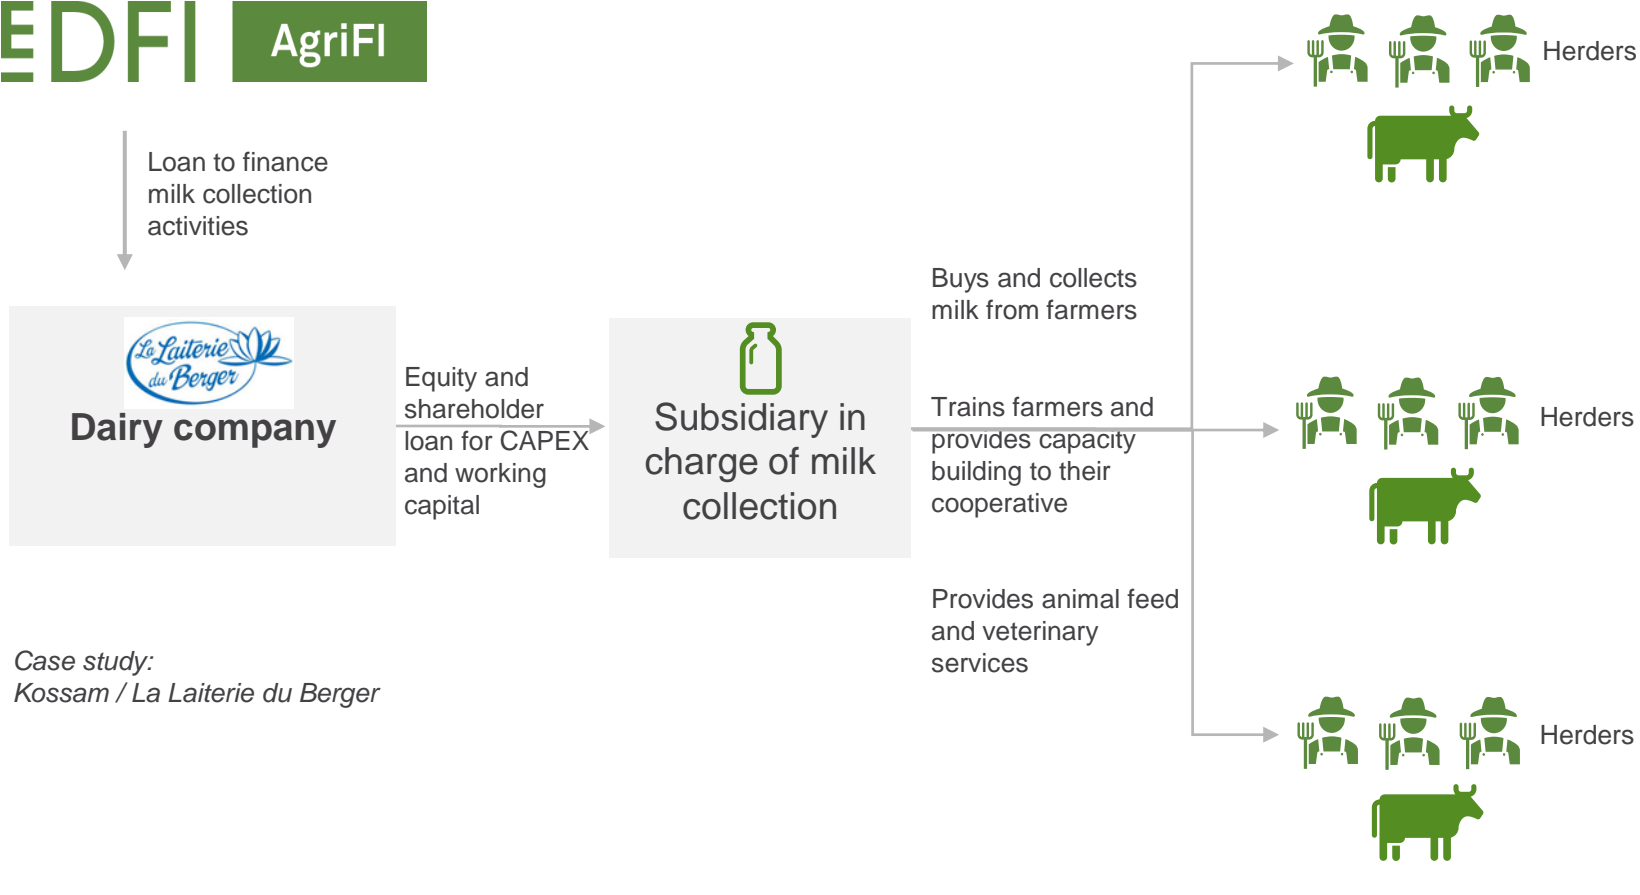 EDFI AgriFI
Loan to finance
milk collection
activities
La Laiterie
du Berger
Dairy company
Equity and
shareholder
loan for CAPEX
and working
capital
Subsidiary in
charge of milk
collection
Buys and collects
milk from farmers
Trains farmers and
provides capacity
building to their
cooperative
Provides animal feed
and veterinary
services
Herders
Herders
Herders
Case study:
Kossam / La Laiterie du Berger